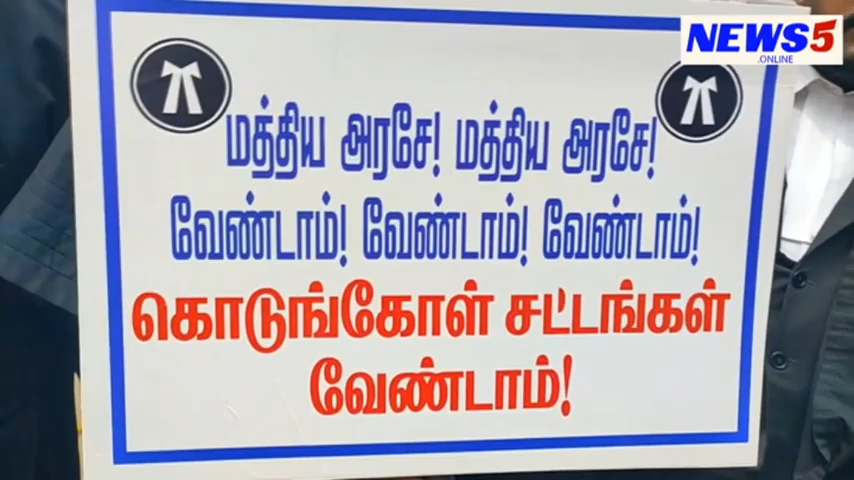 NEWS5
.ONLINE
மத்திய அரசே! மத்திய அரசே!
வேண்டாம்! வேண்டாம்! வேண்டாம்!
கொடுங்கோள் சட்டங்கள்
வேண்டாம்!